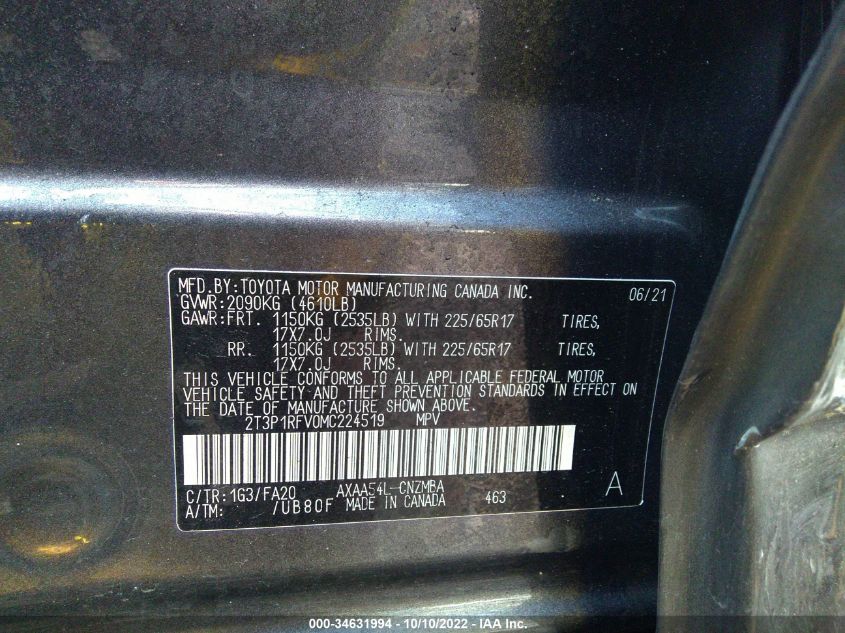 MFD.BY:TOYOTA MOTOR MANUFACTURING CANADA INC. 06/21
GVWR:2090KG (4610LB)
GAWR:FRT. 1150KG (2535LB) WITH 225/65R17 TIRES,
17X7.0J RIMS.
RR. 1150KG (2535LB) WITH 225/65R17 TIRES,
17X7.0J RIMS.
THIS VEHICLE CONFORMS TO ALL APPLICABLE FEDERAL MOTOR
VEHICLE SAFETY AND THEFT PREVENTION STANDARDS IN EFFECT ON
THE DATE OF MANUFACTURE SHOWN ABOVE.
2T3P1RFV0MC224519 MPV
C/TR:1G3/FA20 AXAA54L-CNZMBA 463 A
A/TM: /UB80F MADE IN CANADA
000-34631994 - 10/10/2022 - IAA Inc.